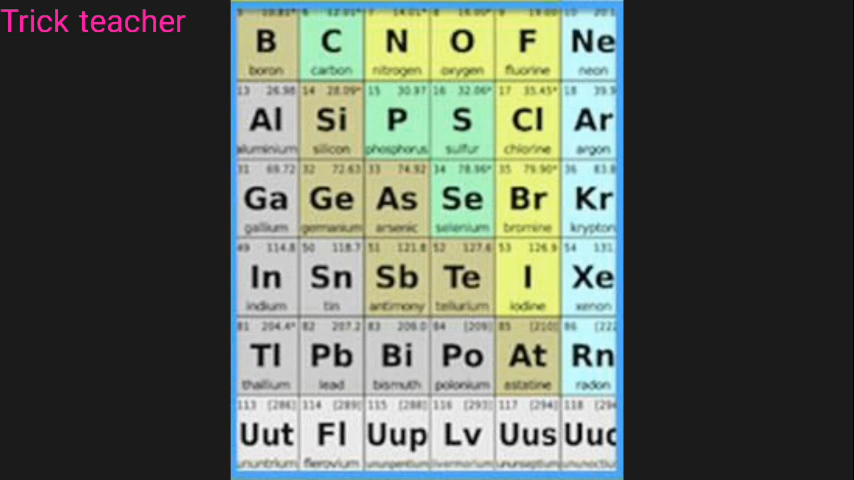 Trick teacher
B C N O F Ne
boron carbon nitrogen oxygen fluorine neon
13 26.98 14 28.09* 15 30.97 16 32.06* 17 35.45* 18 39.9
Al Si P S Cl Ar
aluminium silicon phosphorus sulfur chlorine argon
31 69.72 32 72.63 33 74.92 34 78.96* 35 79.90* 36 83.8
Ga Ge As Se Br Kr
gallium germanium arsenic selenium bromine krypton
49 114.8 50 118.7 51 121.8 52 127.6 53 126.9 54 131.
In Sn Sb Te I Xe
indium tin antimony tellurium iodine xenon
81 204.4* 82 207.2 83 209.0 84 [209] 85 [210] 86 [222
Tl Pb Bi Po At Rn
thallium lead bismuth polonium astatine radon
113 [286] 114 [289] 115 [288] 116 [293] 117 [294] 118 [294
Uut Fl Uup Lv Uus Uuo
ununtrium flerovium ununpentium livermorium ununseptium